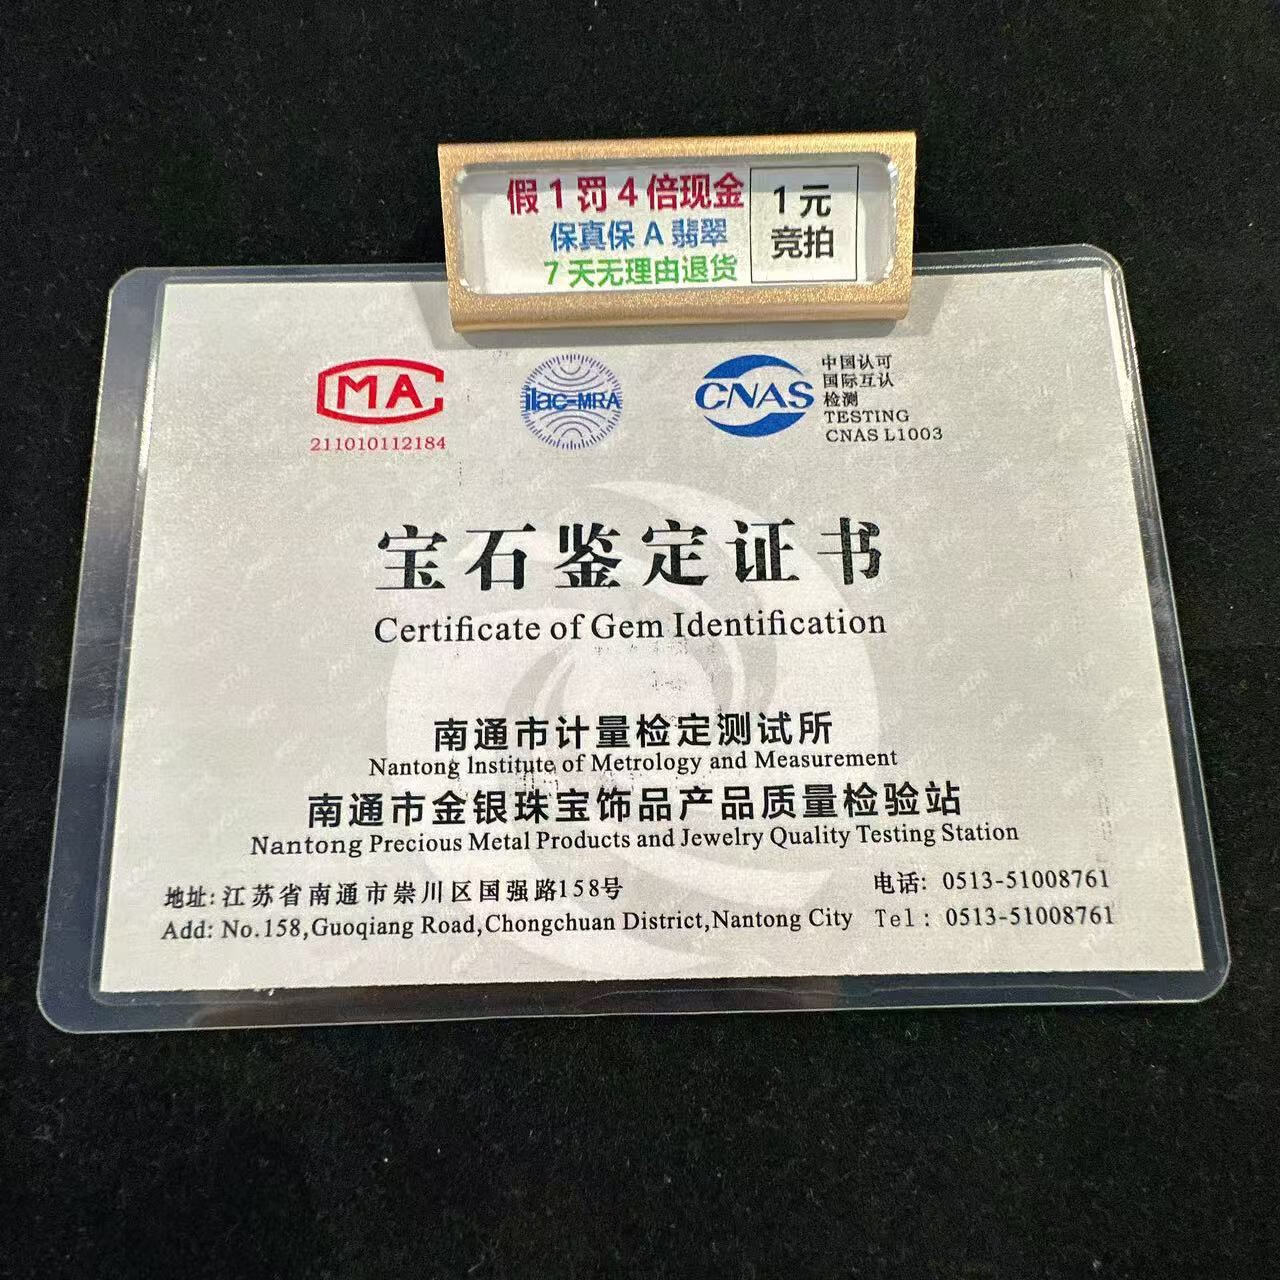 假1罚4倍现金
保真保A翡翠
7天无理由退货
1元
竞拍
MA
211010112184
ilac-MRA
CNAS
中国认可
国际互认
检测
TESTING
CNAS L1003
宝石鉴定证书
Certificate of Gem Identification
南通市计量检定测试所
Nantong Institute of Metrology and Measurement
南通市金银珠宝饰品产品质量检验站
Nantong Precious Metal Products and Jewelry Quality Testing Station
地址:江苏省南通市崇川区国强路158号
电话: 0513-51008761
Add: No.158,Guoqiang Road,Chongchuan District,Nantong City
Tel: 0513-51008761